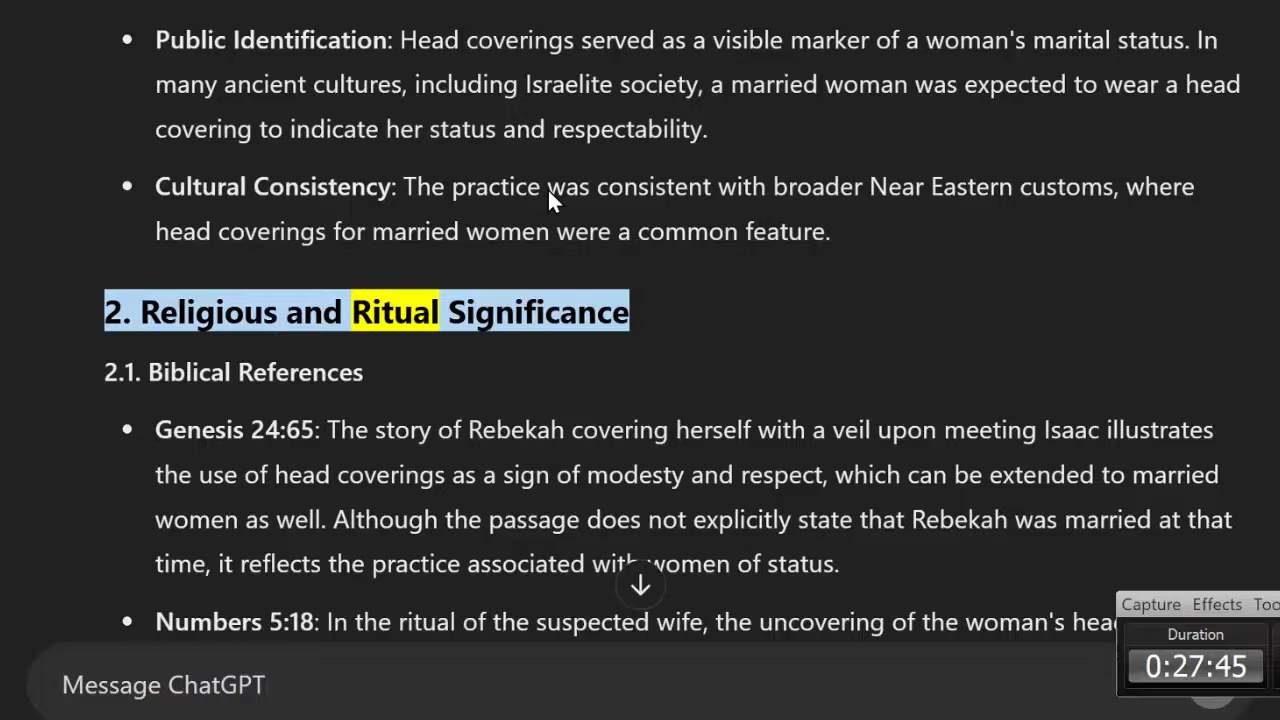 Public Identification: Head coverings served as a visible marker of a woman's marital status. In
many ancient cultures, including Israelite society, a married woman was expected to wear a head
covering to indicate her status and respectability.
Cultural Consistency: The practice was consistent with broader Near Eastern customs, where
head coverings for married women were a common feature.
2. Religious and Ritual Significance
2.1. Biblical References
Genesis 24:65: The story of Rebekah covering herself with a veil upon meeting Isaac illustrates
the use of head coverings as a sign of modesty and respect, which can be extended to married
women as well. Although the passage does not explicitly state that Rebekah was married at that
time, it reflects the practice associated with women of status.
Numbers 5:18: In the ritual of the suspected wife, the uncovering of the woman's head
Capture Effects Too
Duration
0:27:45
Message ChatGPT